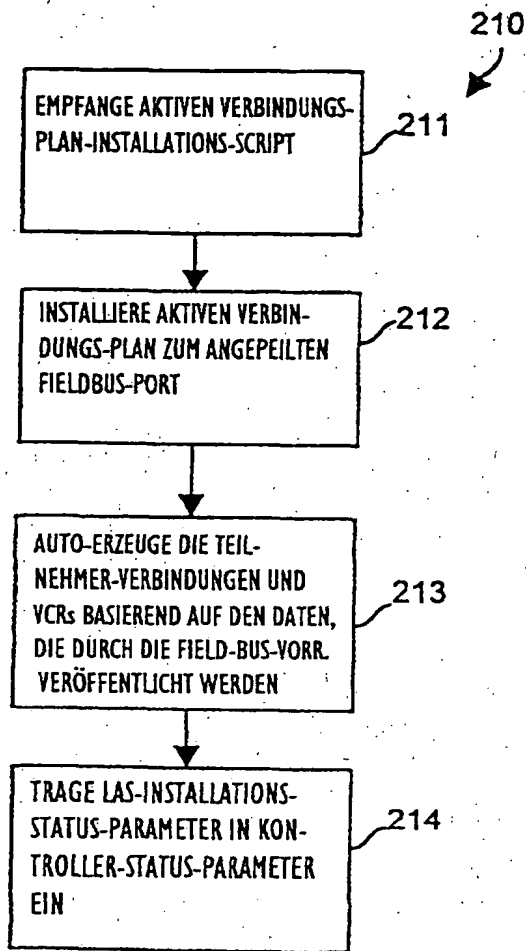 210
EMPFANGE AKTIVEN VERBINDUNGS-
PLAN-INSTALLATIONS-SCRIPT
211
INSTALLIERE AKTIVEN VERBIN-
DUNGS-PLAN ZUM ANGEPEILTEN
FIELDBUS-PORT
212
AUTO-ERZEUGE DIE TEIL-
NEHMER-VERBINDUNGEN UND
VCRs BASIEREND AUF DEN DATEN,
DIE DURCH DIE FIELD-BUS-VORR.
VERÖFFENTLICHT WERDEN
213
TRAGE LAS-INSTALLATIONS-
STATUS-PARAMETER IN KON-
TROLLER-STATUS-PARAMETER
EIN
214